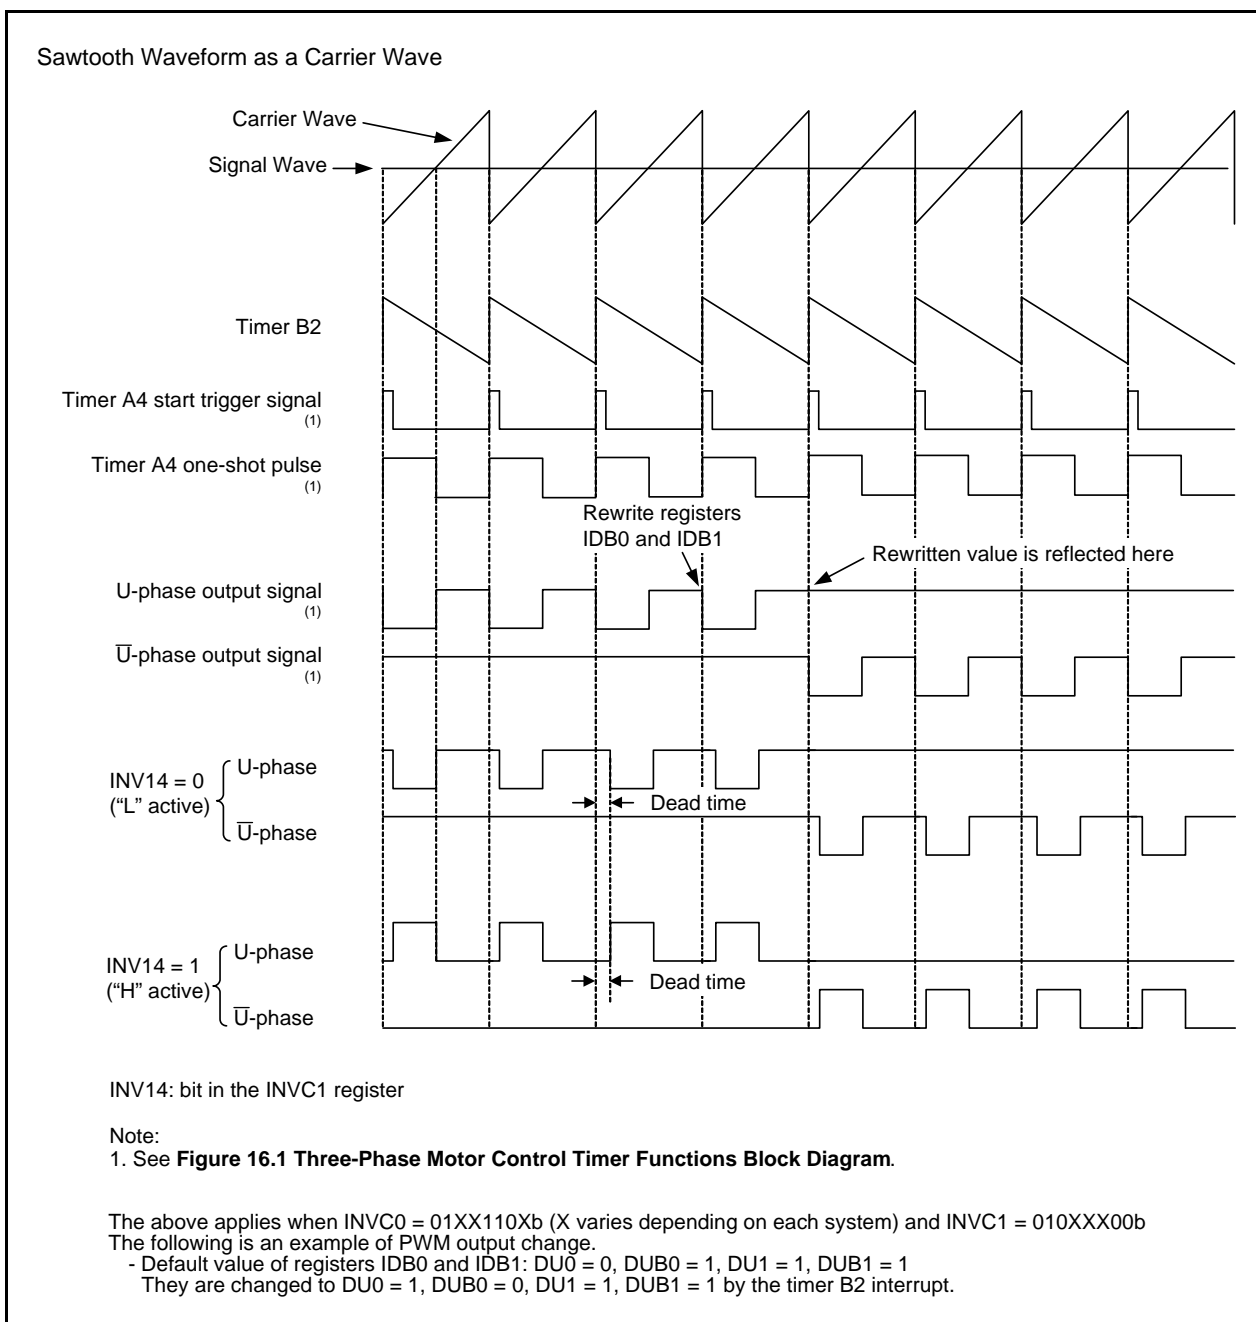 Sawtooth Waveform as a Carrier Wave
Carrier Wave
Signal Wave
Timer B2
Timer A4 start trigger signal
(1)
Timer A4 one-shot pulse
(1)
Rewrite registers
IDB0 and IDB1
Rewritten value is reflected here
U-phase output signal
(1)
U̅-phase output signal
(1)
INV14 = 0
(“L” active)
U-phase
Dead time
U̅-phase
INV14 = 1
(“H” active)
U-phase
Dead time
U̅-phase
INV14: bit in the INVC1 register
Note:
1. See Figure 16.1 Three-Phase Motor Control Timer Functions Block Diagram.
The above applies when INVC0 = 01XX110Xb (X varies depending on each system) and INVC1 = 010XXX00b
The following is an example of PWM output change.
- Default value of registers IDB0 and IDB1: DU0 = 0, DUB0 = 1, DU1 = 1, DUB1 = 1
They are changed to DU0 = 1, DUB0 = 0, DU1 = 1, DUB1 = 1 by the timer B2 interrupt.